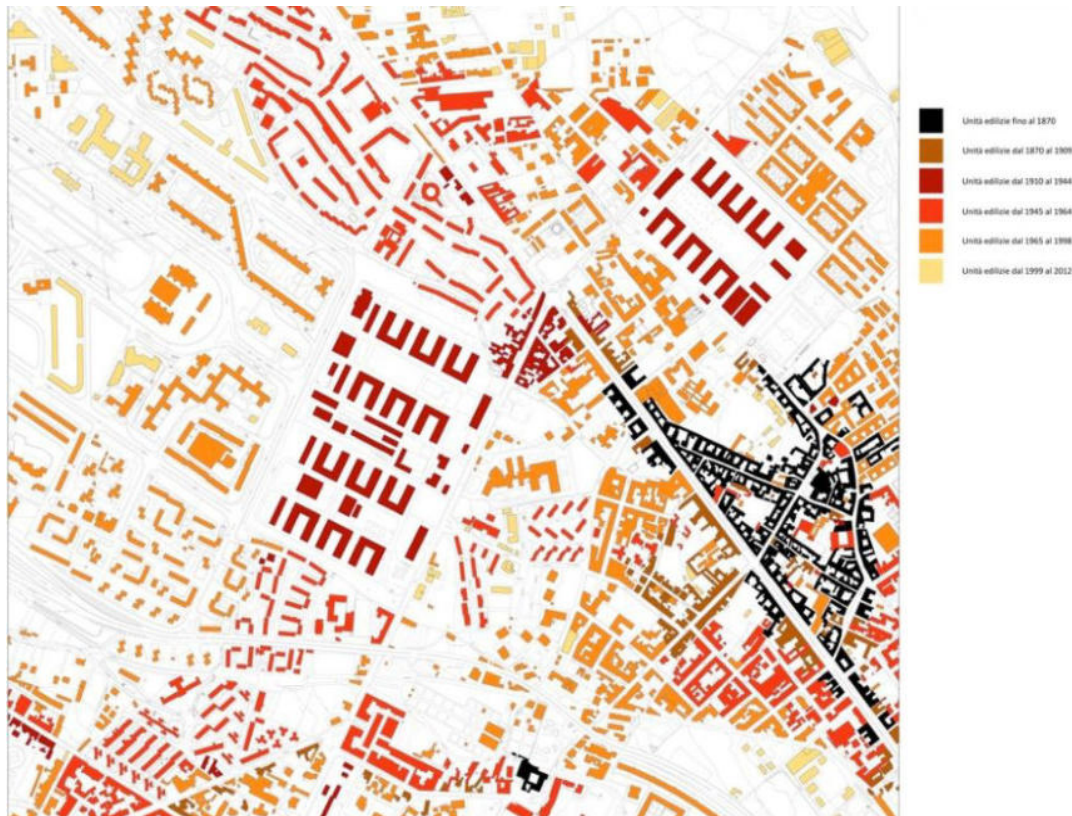 Unità edilizie fino al 1870
Unità edilizie dal 1870 al 1909
Unità edilizie dal 1910 al 1944
Unità edilizie dal 1945 al 1964
Unità edilizie dal 1965 al 1998
Unità edilizie dal 1999 al 2012